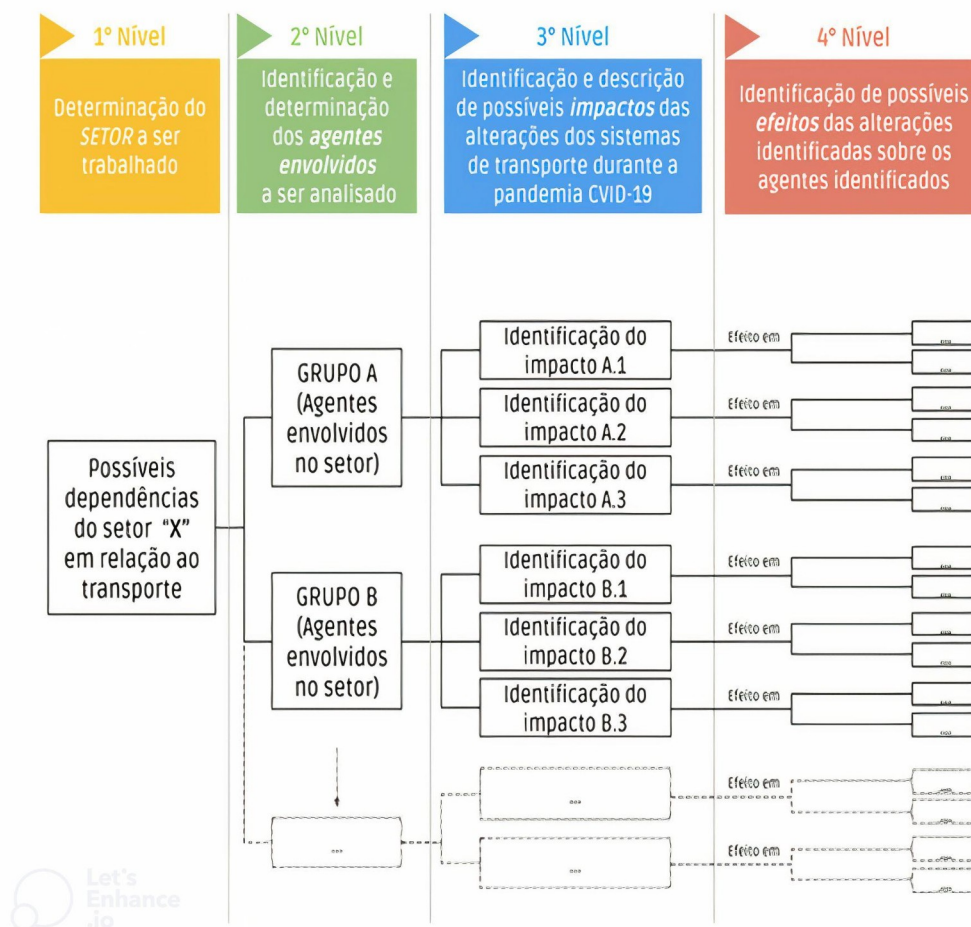 1° Nível
Determinação do
SETOR a ser
trabalhado
2° Nível
Identificação e
determinação
dos agentes
envolvidos
a ser analisado
3° Nível
Identificação e descrição
de possíveis impactos das
alterações dos sistemas
de transporte durante a
pandemia CVID-19
4° Nível
Identificação de possíveis
efeitos das alterações
identificadas sobre os
agentes identificados
Possíveis
dependências
do setor "X"
em relação ao
transporte
GRUPO A
(Agentes
envolvidos
no setor)
Identificação do
impacto A.1
Efeito em
Identificação do
impacto A.2
Efeito em
Identificação do
impacto A.3
Efeito em
GRUPO B
(Agentes
envolvidos
no setor)
Identificação do
impacto B.1
Efeito em
Identificação do
impacto B.2
Efeito em
Identificação do
impacto B.3
Efeito em
...
...
Efeito em
...
Efeito em
Let's
Enhance
.io